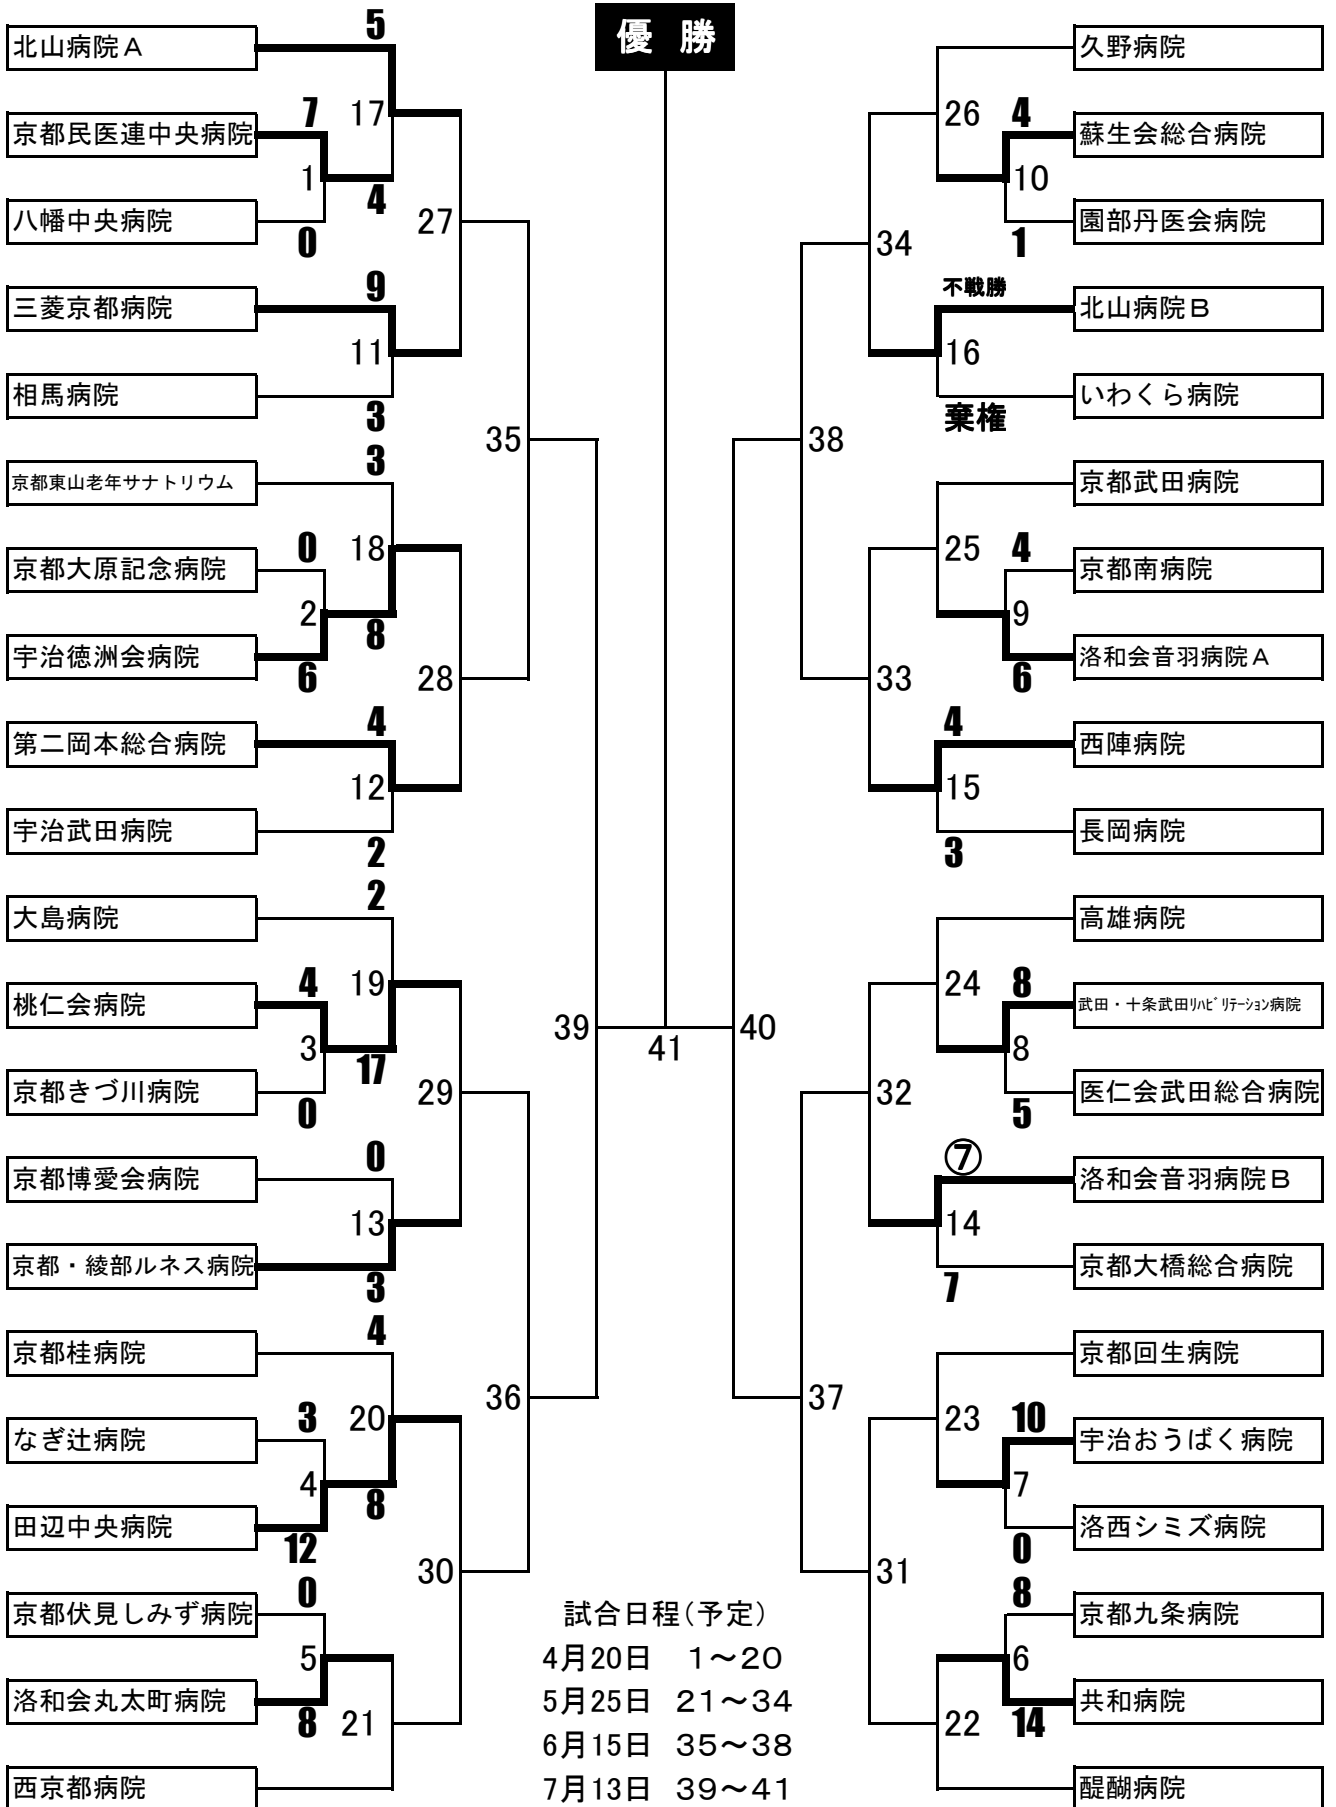 優 勝
5
北山病院A
7
17
京都民医連中央病院
1
4
27
八幡中央病院
0
9
三菱京都病院
11
相馬病院
3
35
3
京都東山老年サナトリウム
0
18
京都大原記念病院
2
8
宇治徳洲会病院
6
28
4
第二岡本総合病院
12
宇治武田病院
2
2
大島病院
4
19
桃仁会病院
39
3
17
京都きづ川病院
29
0
0
京都博愛会病院
13
京都・綾部ルネス病院
3
4
京都桂病院
36
3
20
なぎ辻病院
4
8
田辺中央病院
12
30
0
京都伏見しみず病院
5
洛和会丸太町病院
8
21
西京都病院
41
久野病院
26
4
蘇生会総合病院
10
園部丹医会病院
1
34
不戦勝
北山病院B
16
いわくら病院
棄権
38
京都武田病院
25
4
京都南病院
9
洛和会音羽病院A
6
33
4
西陣病院
15
長岡病院
3
高雄病院
24
8
武田・十条武田ﾘﾊﾋﾞﾘﾃｰｼｮﾝ病院
40
8
医仁会武田総合病院
5
32
⑦
洛和会音羽病院B
14
京都大橋総合病院
7
京都回生病院
37
23
10
宇治おうばく病院
7
洛西シミズ病院
0
31
8
京都九条病院
6
共和病院
14
22
醍醐病院
試合日程(予定)
4月20日 1～20
5月25日 21～34
6月15日 35～38
7月13日 39～41